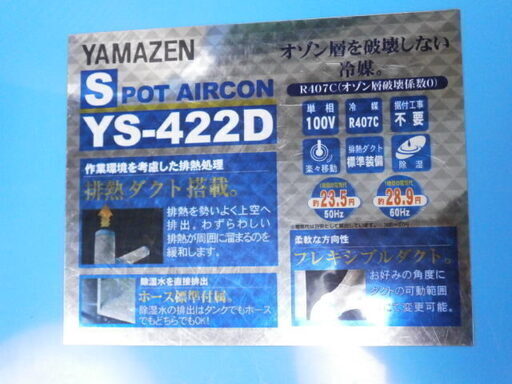 YAMAZEN
SPOT AIRCON
YS-422D
作業環境を考慮した排熱処理
排熱ダクト搭載。
排熱を勢いよく上空へ
排出。わずらわしい
排熱が周囲に溜まるのを
緩和します。
除湿水を直接排出
ホース標準付属。
除湿水の排出はタンクでもホース
でもどちらでもOK!
オゾン層を破壊しない
冷媒。
R407C(オゾン層破壊係数0)
単相
100V
冷媒
R407C
据付工事
不要
楽々移動
排熱ダクト
標準装備
除湿
約23.5円
50Hz
約28.9円
60Hz
柔軟な方向性
フレキシブルダクト。
お好みの角度に
ダクトの可動範囲
で変更可能。